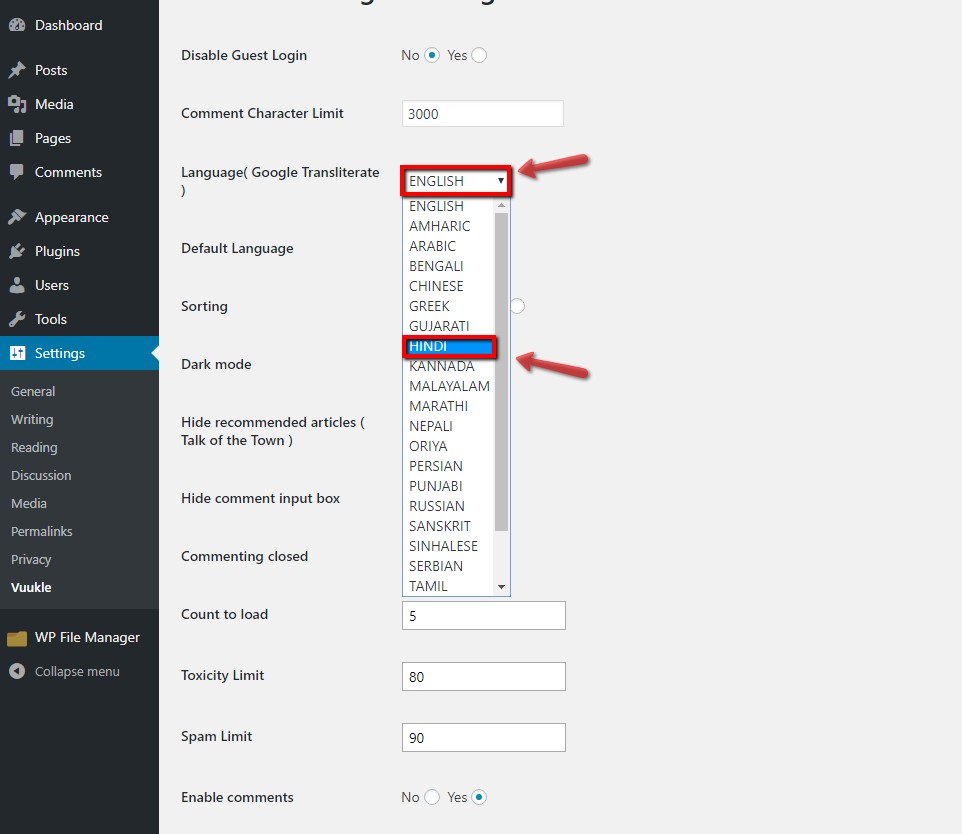 Dashboard
Posts
Media
Pages
Comments
Appearance
Plugins
Users
Tools
Settings
General
Writing
Reading
Discussion
Media
Permalinks
Privacy
Vuukle
WP File Manager
Collapse menu
Disable Guest Login No Yes
Comment Character Limit 3000
Language( Google Transliterate
)
ENGLISH
ENGLISH
AMHARIC
ARABIC
BENGALI
CHINESE
GREEK
GUJARATI
HINDI
KANNADA
MALAYALAM
MARATHI
NEPALI
ORIYA
PERSIAN
PUNJABI
RUSSIAN
SANSKRIT
SINHALESE
SERBIAN
TAMIL
Default Language
Sorting
Dark mode
Hide recommended articles (
Talk of the Town )
Hide comment input box
Commenting closed
Count to load 5
Toxicity Limit 80
Spam Limit 90
Enable comments No Yes